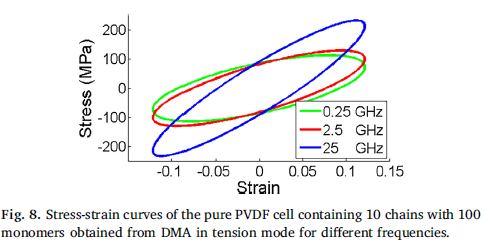 Stress (MPa)
200
100
0
-100
-200
0.25 GHz
2.5 GHz
25 GHz
-0.1
-0.05
0
0.05
0.1
0.15
Strain
Fig. 8. Stress-strain curves of the pure PVDF cell containing 10 chains with 100
monomers obtained from DMA in tension mode for different frequencies.